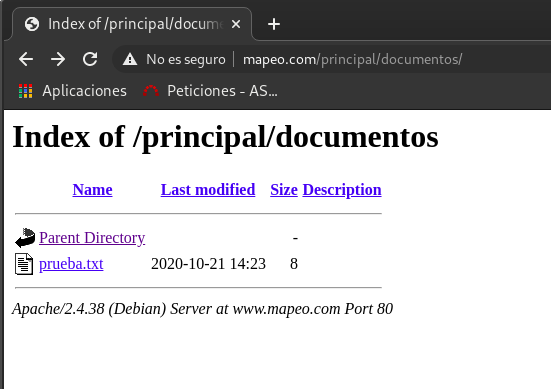 Index of /principal/docume
No es seguro mapeo.com/principal/documentos/
Aplicaciones Peticiones - AS...
Index of /principal/documentos
Name Last modified Size Description
Parent Directory -
prueba.txt 2020-10-21 14:23 8
Apache/2.4.38 (Debian) Server at www.mapeo.com Port 80